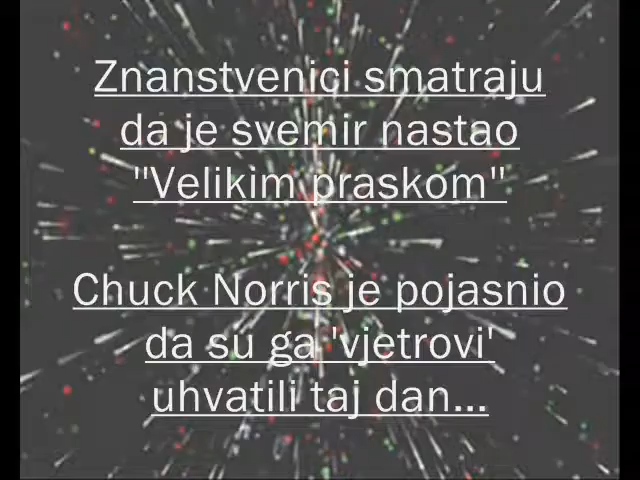 Znanstvenici smatraju
da je svemir nastao
"Velikim praskom"
Chuck Norris je pojasnio
da su ga 'vjetrovi'
uhvatili taj dan...